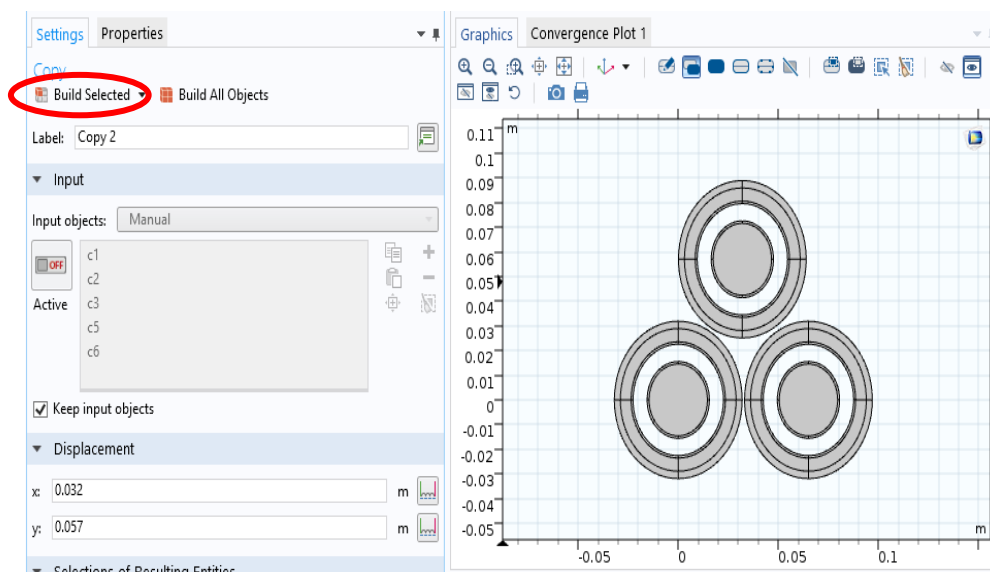 Settings Properties
Copy
Build Selected Build All Objects
Label: Copy 2
Input
Input objects: Manual
OFF
Active
c1
c2
c3
c5
c6
Keep input objects
Displacement
x: 0.032 m
y: 0.057 m
Selections of Resulting Entities
Graphics Convergence Plot 1
m
0.11
0.1
0.09
0.08
0.07
0.06
0.05
0.04
0.03
0.02
0.01
0
-0.01
-0.02
-0.03
-0.04
-0.05
m
-0.05 0 0.05 0.1